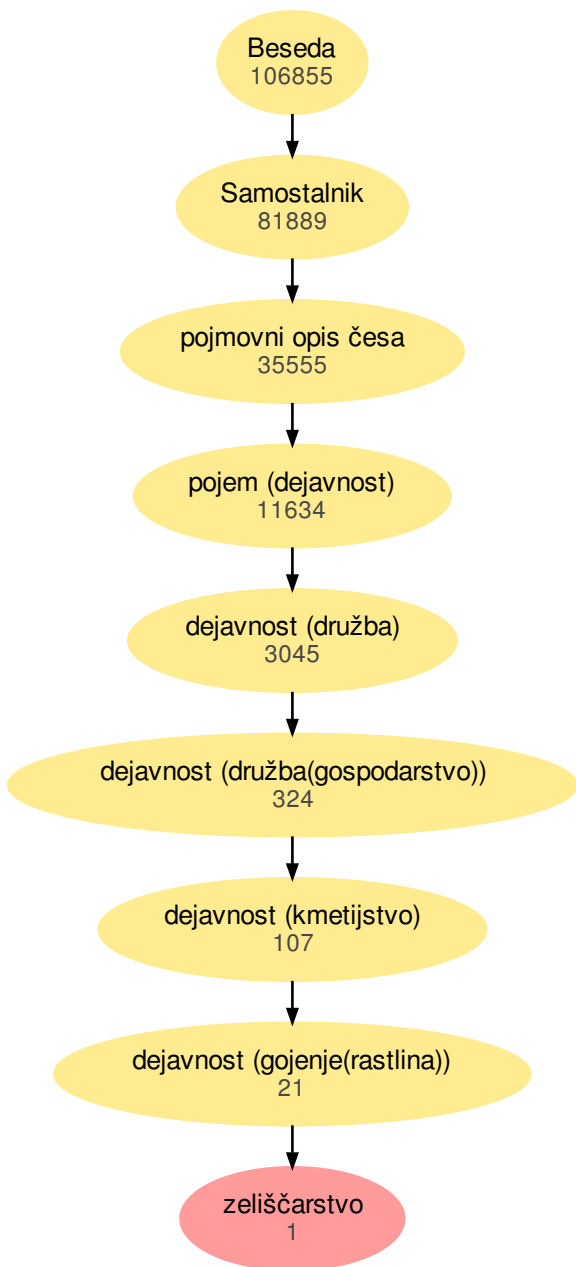 Beseda
106855
Samostalnik
81889
pojmovni opis česa
35555
pojem (dejavnost)
11634
dejavnost (družba)
3045
dejavnost (družba(gospodarstvo))
324
dejavnost (kmetijstvo)
107
dejavnost (gojenje(rastlina))
21
zeliščarstvo
1